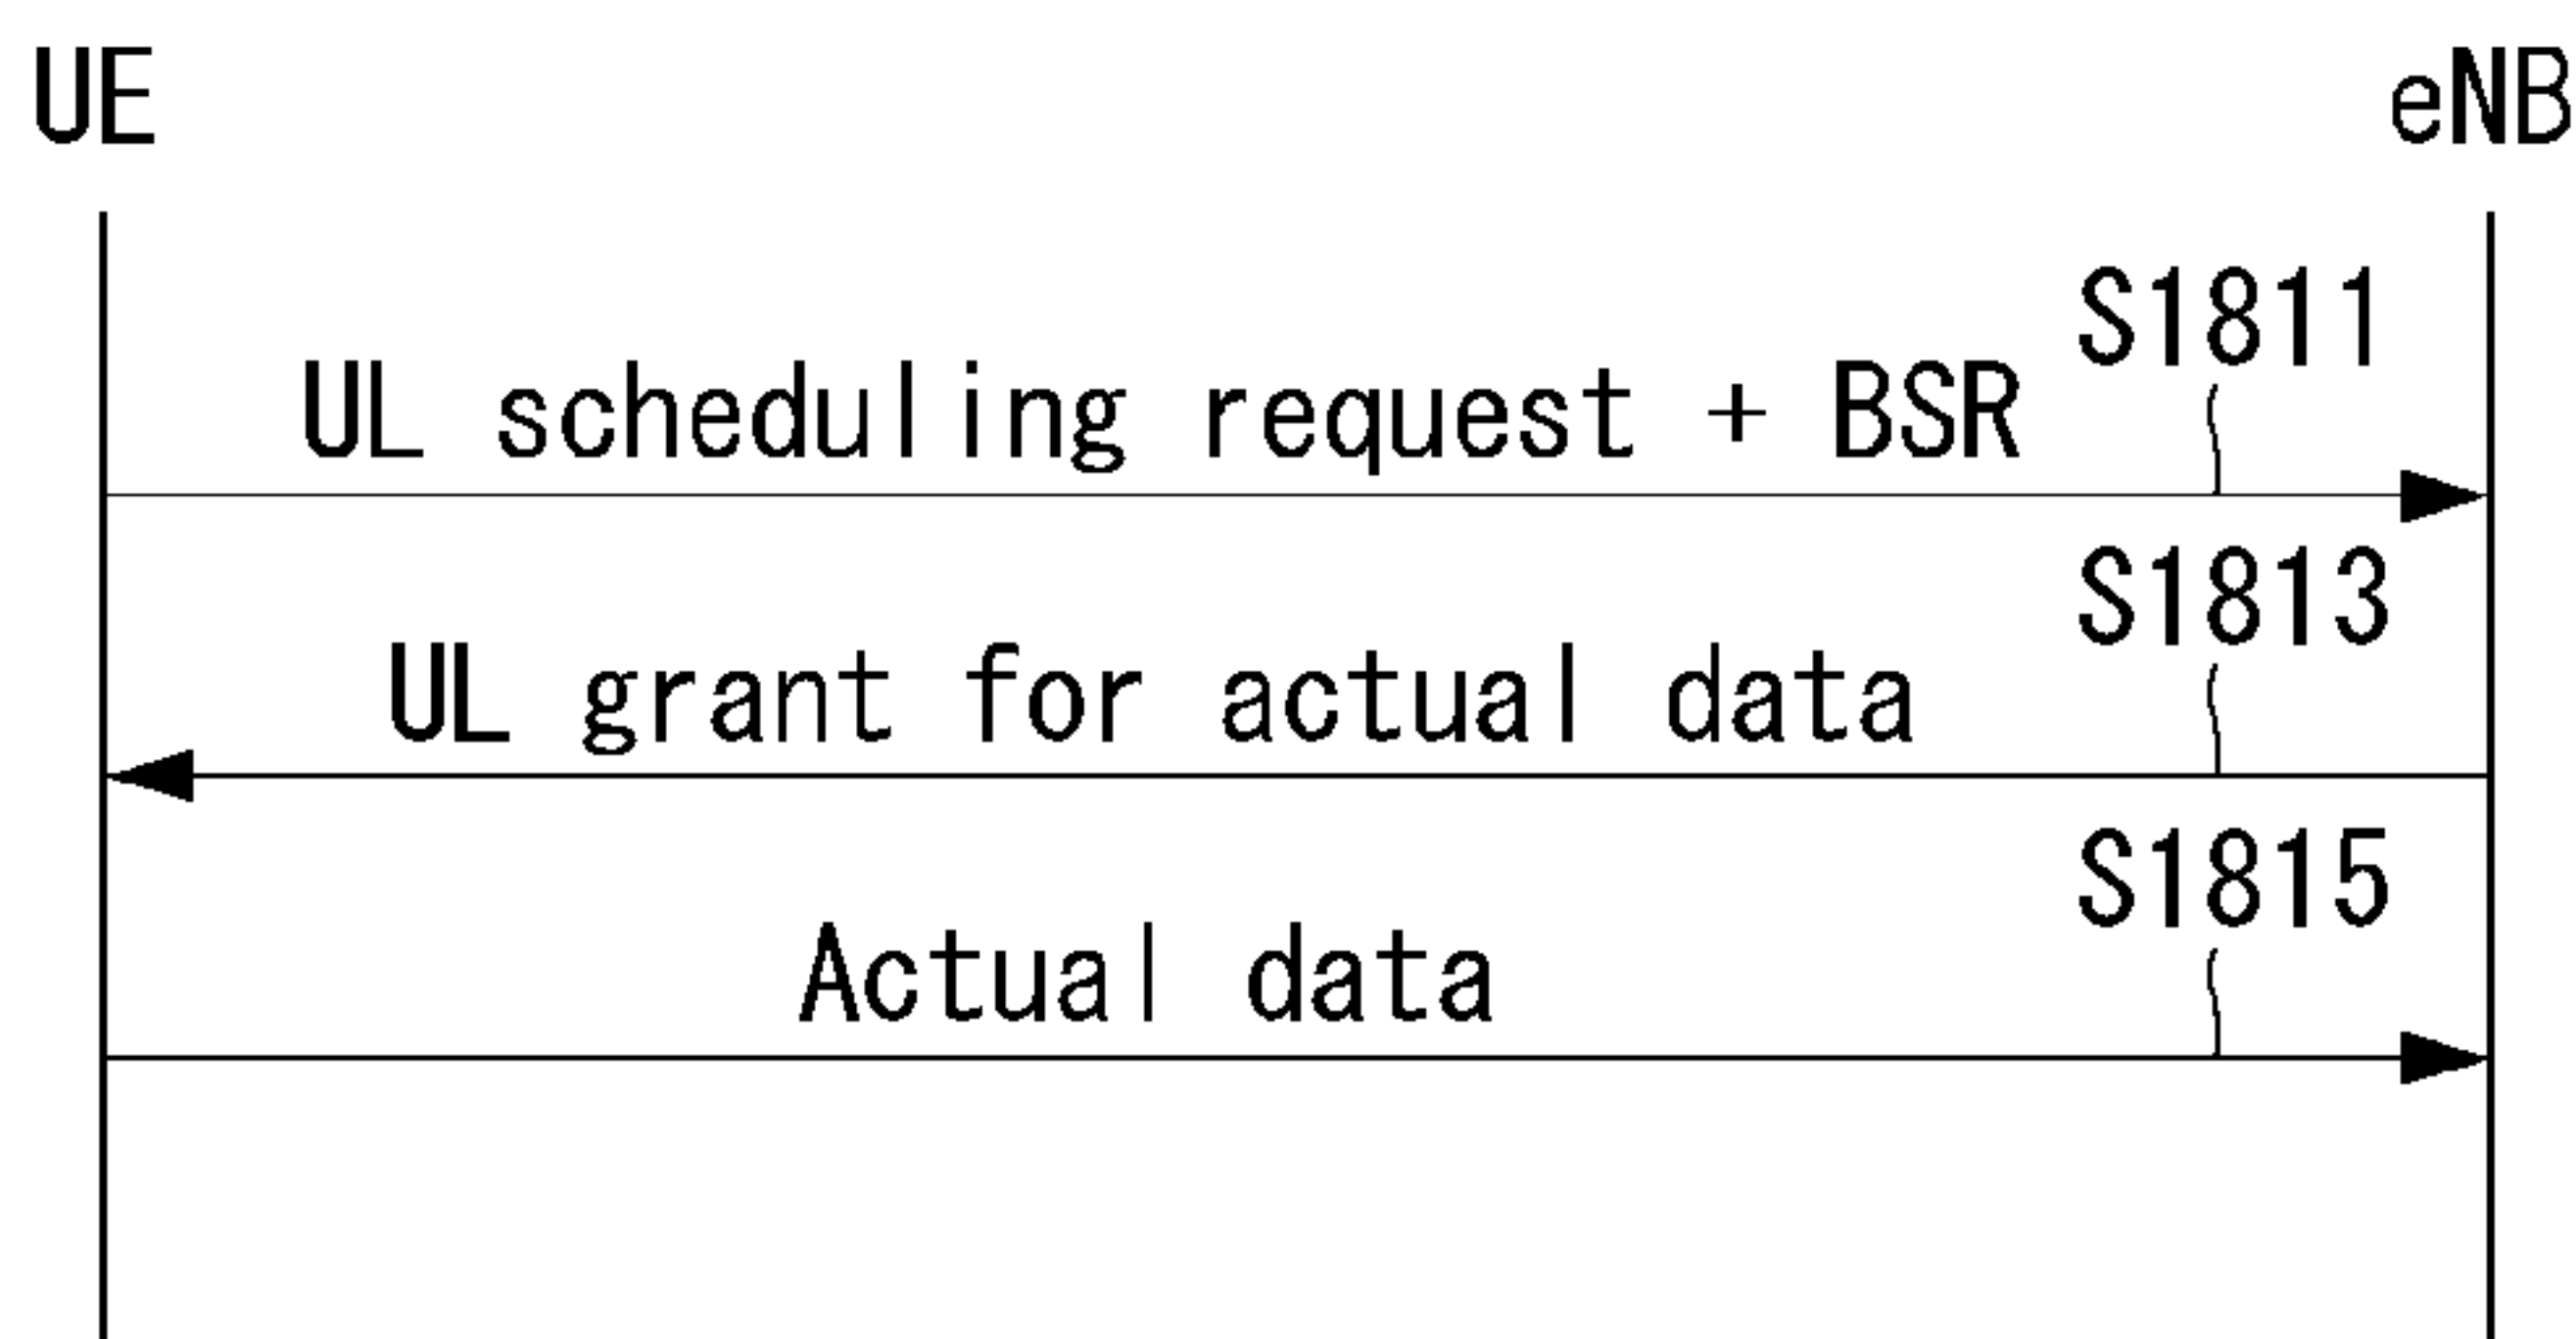 UE
eNB
S1811
UL scheduling request + BSR
S1813
UL grant for actual data
S1815
Actual data